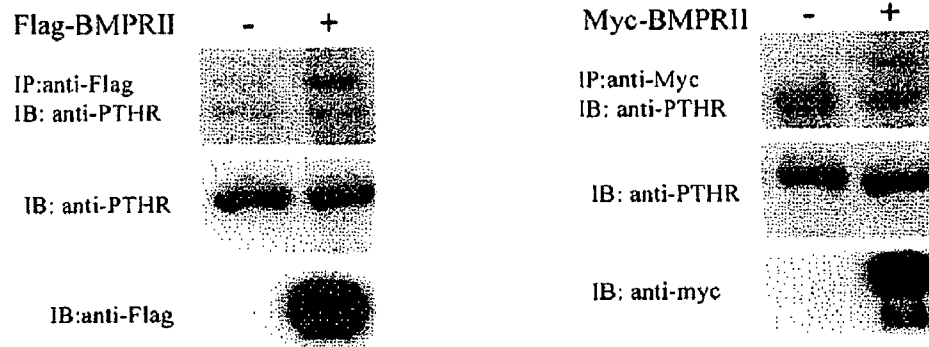 Flag-BMPRII - +
IP:anti-Flag
IB: anti-PTHR
IB: anti-PTHR
IB:anti-Flag
Myc-BMPRII - +
IP:anti-Myc
IB: anti-PTHR
IB: anti-PTHR
IB: anti-myc